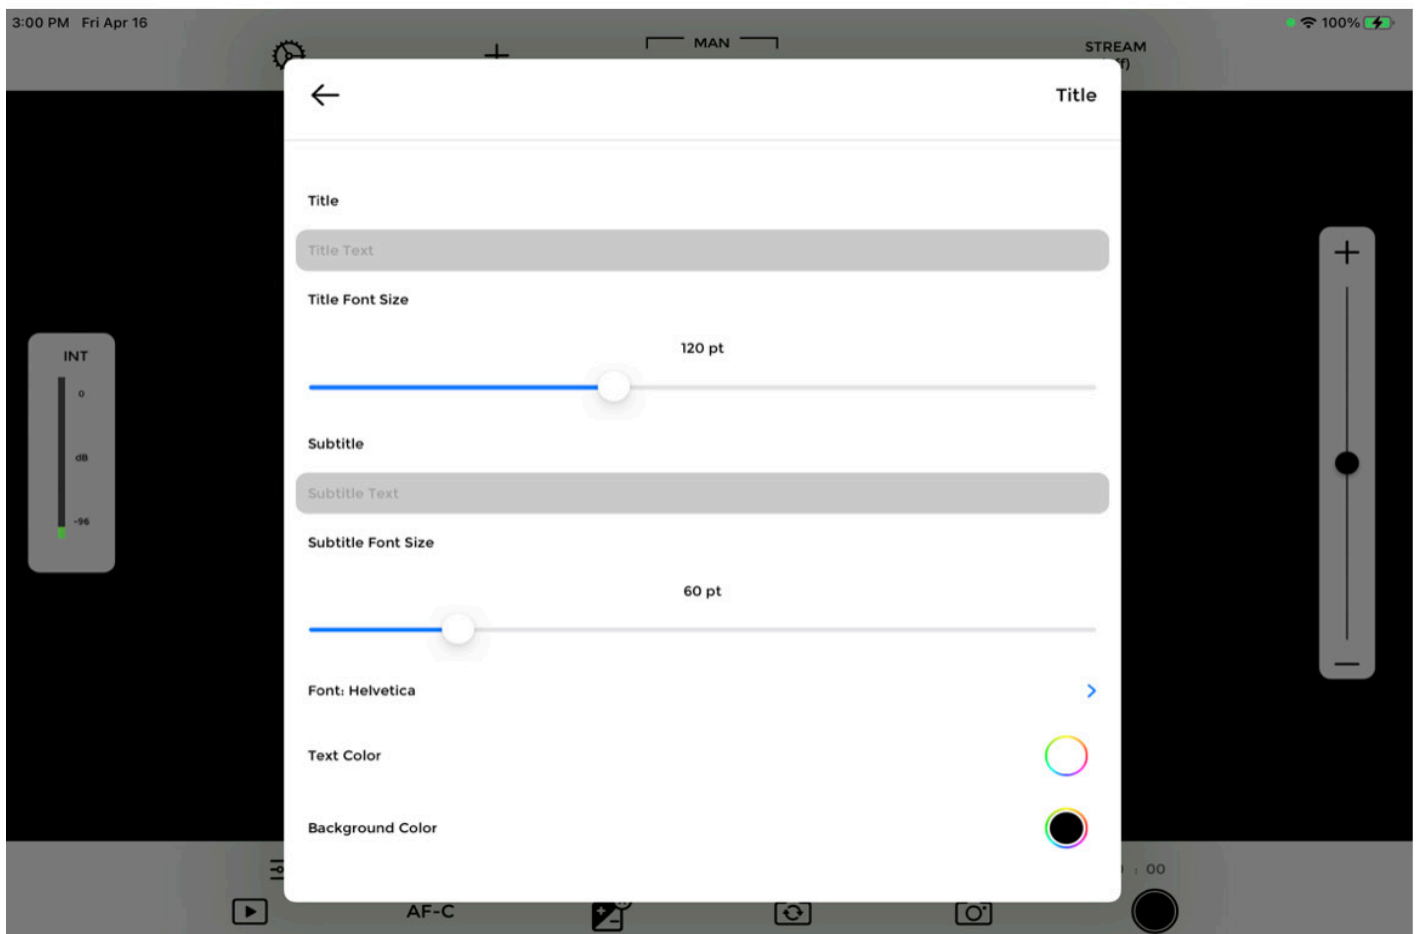 3:00 PM Fri Apr 16
100%
MAN
STREAM
Title
Title
Title Text
Title Font Size
120 pt
INT
0
dB
-96
Subtitle
Subtitle Text
Subtitle Font Size
60 pt
Font: Helvetica
Text Color
Background Color
: 00
AF-C